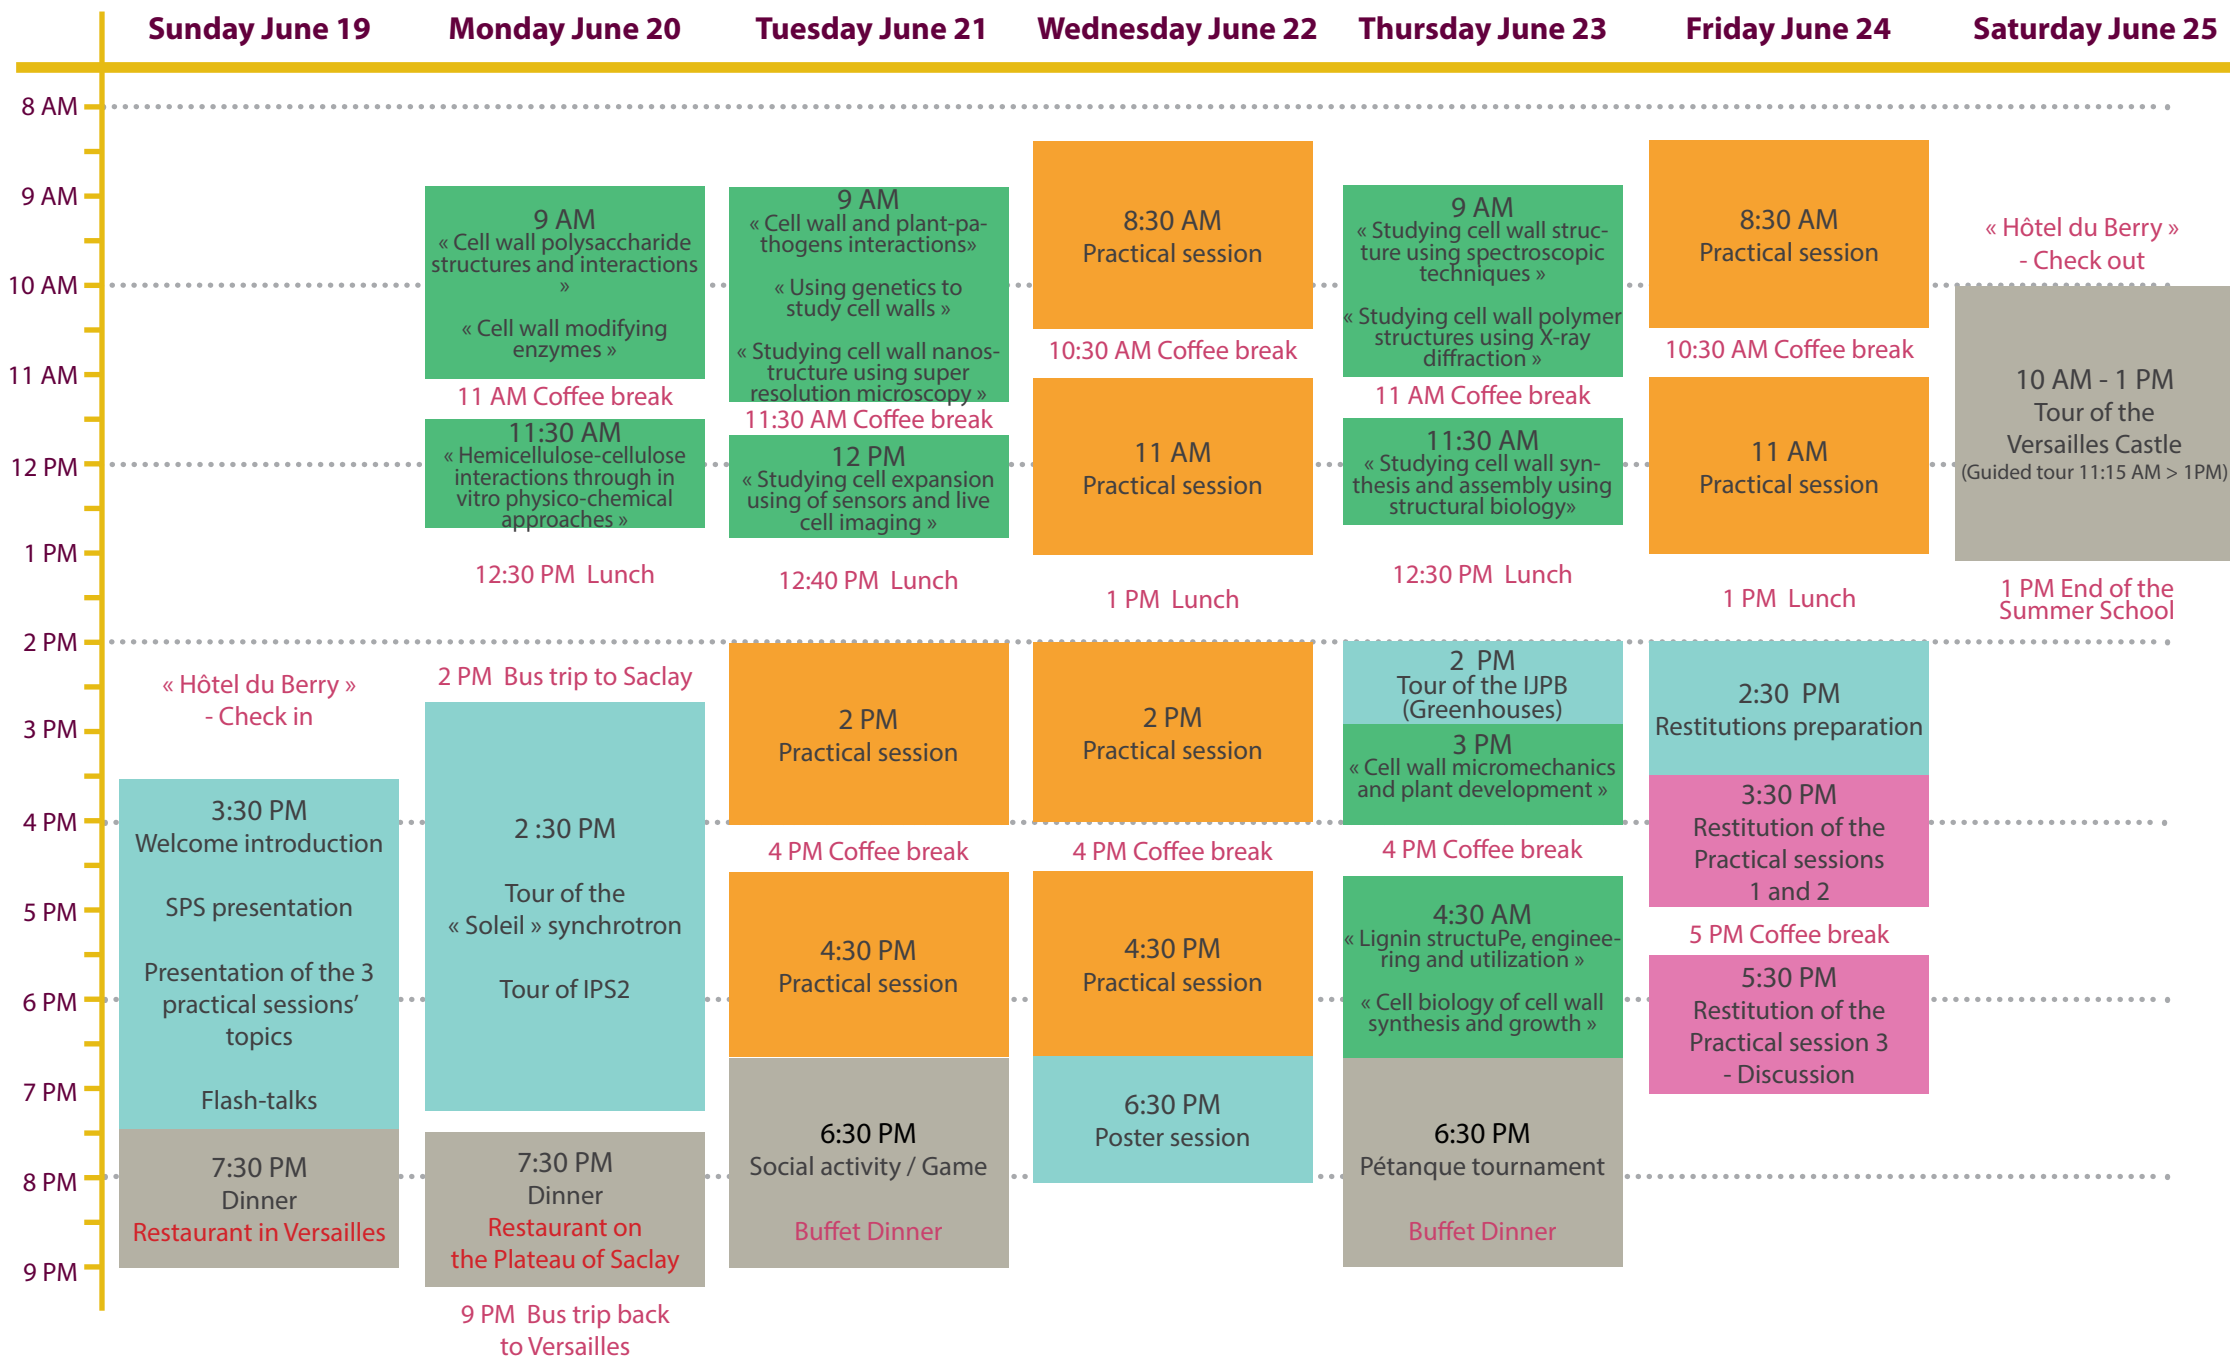 Sunday June 19
Monday June 20
Tuesday June 21
Wednesday June 22
Thursday June 23
Friday June 24
Saturday June 25
8 AM
9 AM
10 AM
11 AM
12 PM
1 PM
2 PM
3 PM
4 PM
5 PM
6 PM
7 PM
8 PM
9 PM
« Hôtel du Berry »
- Check in
3:30 PM
Welcome introduction
SPS presentation
Presentation of the 3
practical sessions’
topics
Flash-talks
7:30 PM
Dinner
Restaurant in Versailles
9 AM
« Cell wall polysaccharide
structures and interactions
»
« Cell wall modifying
enzymes »
11 AM Coffee break
11:30 AM
« Hemicellulose-cellulose
interactions through in
vitro physico-chemical
approaches »
12:30 PM Lunch
2 PM Bus trip to Saclay
2 :30 PM
Tour of the
« Soleil » synchrotron
Tour of IPS2
7:30 PM
Dinner
Restaurant on
the Plateau of Saclay
9 PM Bus trip back
to Versailles
9 AM
« Cell wall and plant-pa-
thogens interactions»
« Using genetics to
study cell walls »
« Studying cell wall nanos-
tructure using super
resolution microscopy »
11:30 AM Coffee break
12 PM
« Studying cell expansion
using of sensors and live
cell imaging »
12:40 PM Lunch
2 PM
Practical session
4 PM Coffee break
4:30 PM
Practical session
6:30 PM
Social activity / Game
Buffet Dinner
8:30 AM
Practical session
10:30 AM Coffee break
11 AM
Practical session
1 PM Lunch
2 PM
Practical session
4 PM Coffee break
4:30 PM
Practical session
6:30 PM
Poster session
9 AM
« Studying cell wall struc-
ture using spectroscopic
techniques »
« Studying cell wall polymer
structures using X-ray
diffraction »
11 AM Coffee break
11:30 AM
« Studying cell wall syn-
thesis and assembly using
structural biology»
12:30 PM Lunch
2 PM
Tour of the IJPB
(Greenhouses)
3 PM
« Cell wall micromechanics
and plant development »
4 PM Coffee break
4:30 AM
« Lignin structuPe, enginee-
ring and utilization »
« Cell biology of cell wall
synthesis and growth »
6:30 PM
Pétanque tournament
Buffet Dinner
8:30 AM
Practical session
10:30 AM Coffee break
11 AM
Practical session
1 PM Lunch
2:30 PM
Restitutions preparation
3:30 PM
Restitution of the
Practical sessions
1 and 2
5 PM Coffee break
5:30 PM
Restitution of the
Practical session 3
- Discussion
« Hôtel du Berry »
- Check out
10 AM - 1 PM
Tour of the
Versailles Castle
(Guided tour 11:15 AM > 1PM)
1 PM End of the
Summer School